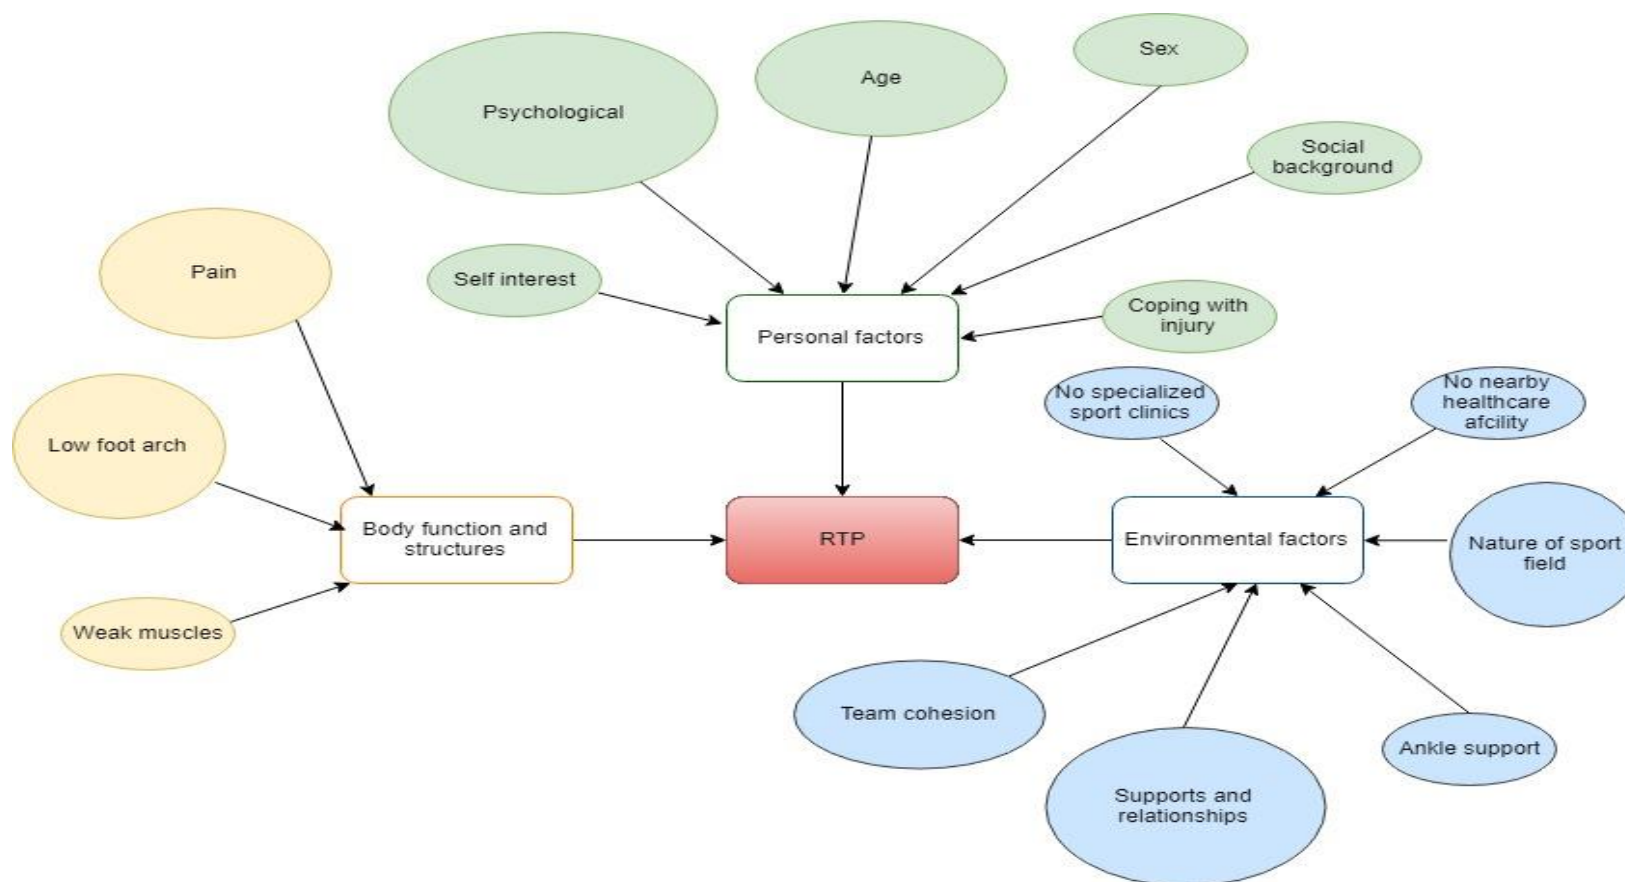 Sex
Age
Psychological
Social
background
Pain
Self interest
Coping with
injury
Personal factors
No specialized
sport clinics
No nearby
healthcare
afcility
Low foot arch
Body function and
structures
RTP
Environmental factors
Nature of sport
field
Weak muscles
Team cohesion
Ankle support
Supports and
relationships